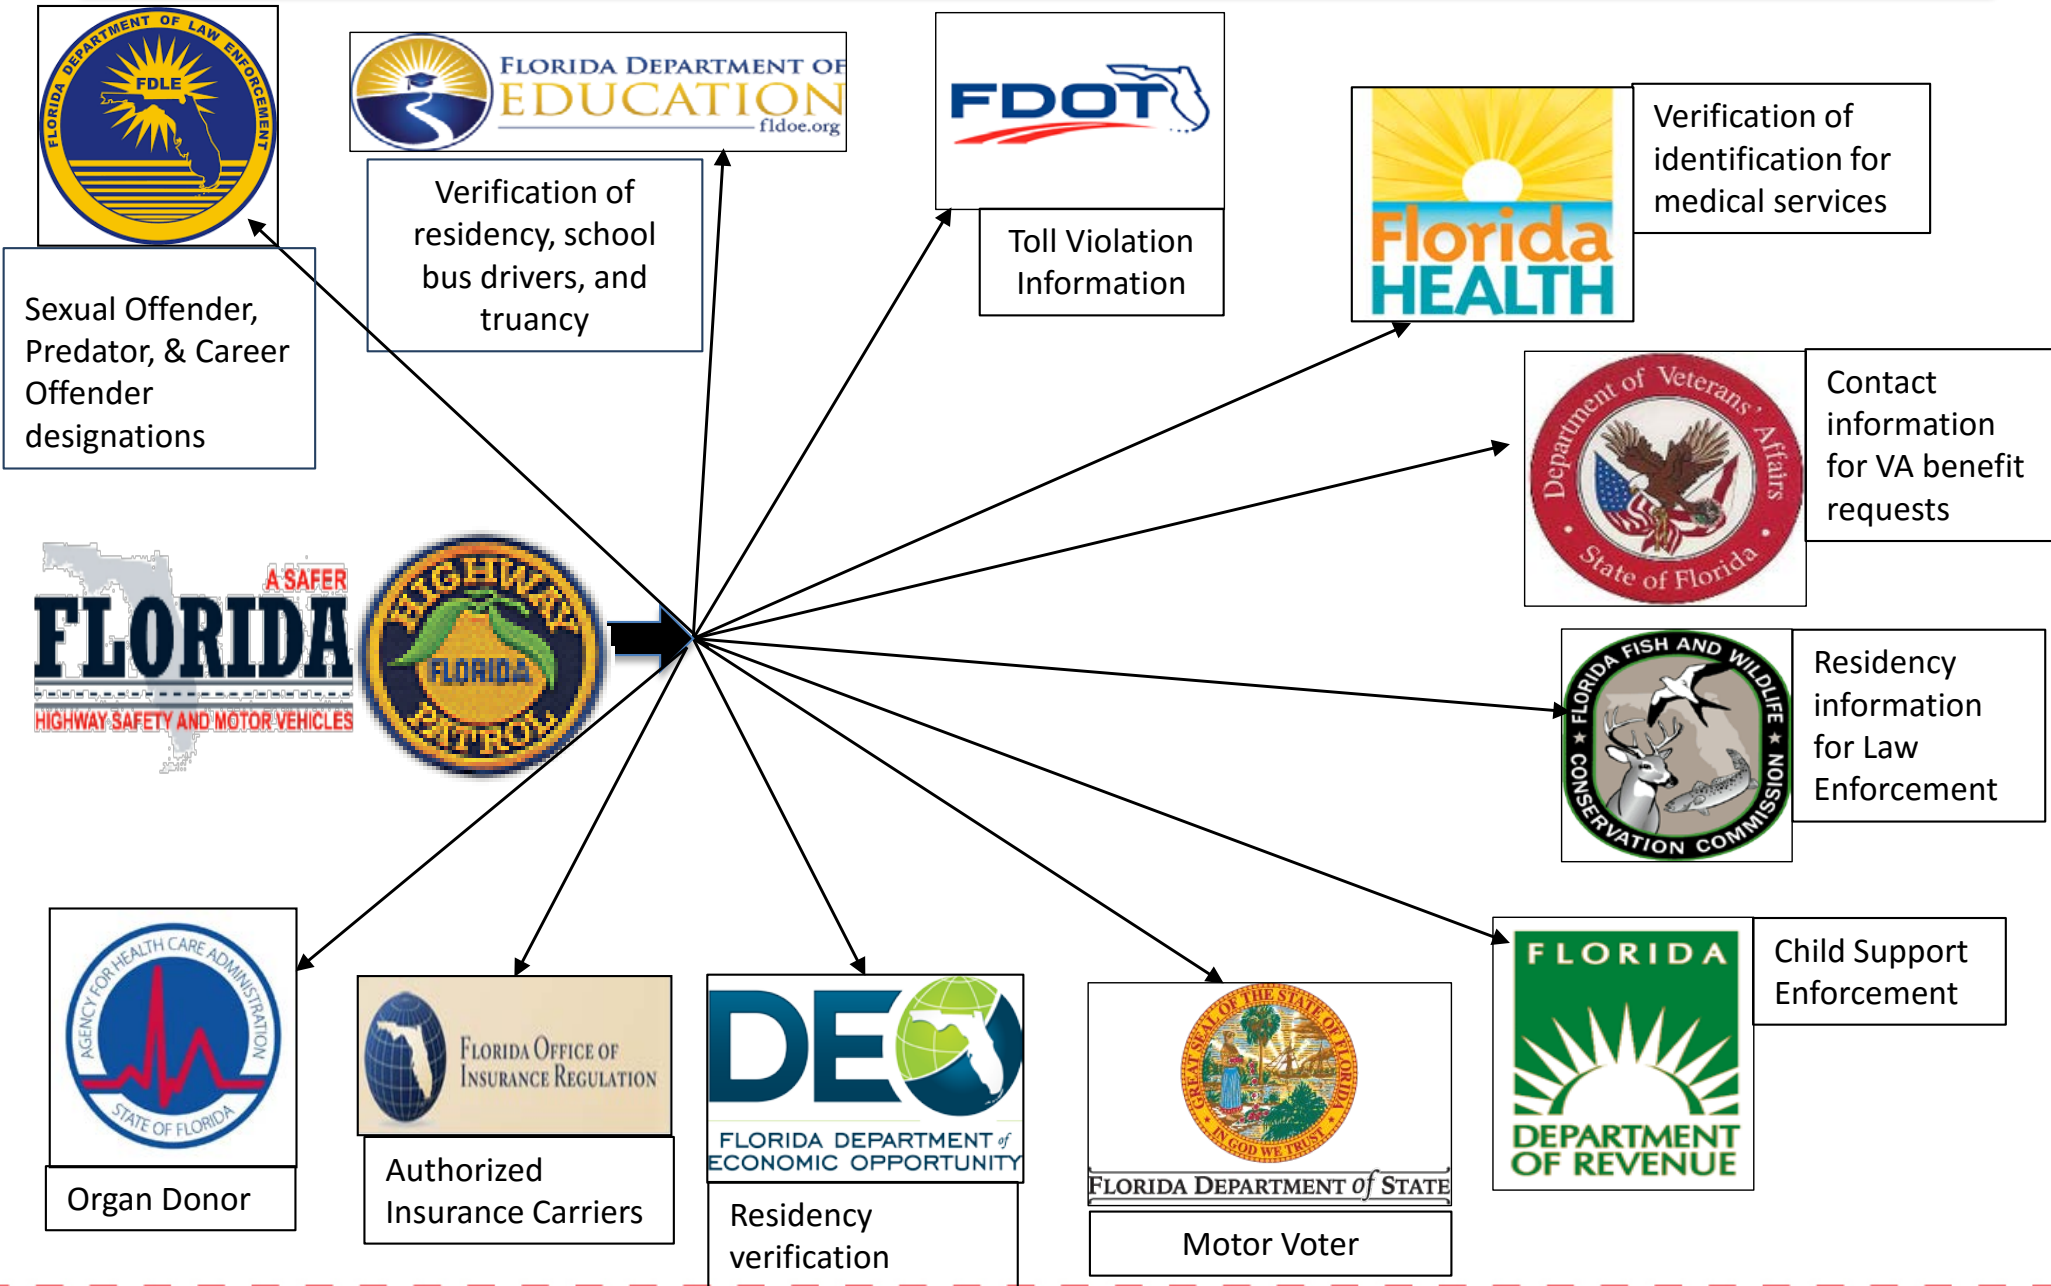 FLORIDA DEPARTMENT OF LAW ENFORCEMENT
FDLE
Sexual Offender,
Predator, & Career
Offender
designations
FLORIDA DEPARTMENT OF
EDUCATION
fldoe.org
Verification of
residency, school
bus drivers, and
truancy
FDOT
Toll Violation
Information
Florida
HEALTH
Verification of
identification for
medical services
Department of Veterans' Affairs
State of Florida
Contact
information
for VA benefit
requests
A SAFER
FLORIDA
HIGHWAY SAFETY AND MOTOR VEHICLES
HIGHWAY
FLORIDA
PATROL
FLORIDA FISH AND WILDLIFE
CONSERVATION COMMISSION
Residency
information
for Law
Enforcement
AGENCY FOR HEALTH CARE ADMINISTRATION
STATE OF FLORIDA
Organ Donor
FLORIDA OFFICE OF
INSURANCE REGULATION
Authorized
Insurance Carriers
DEO
FLORIDA DEPARTMENT of
ECONOMIC OPPORTUNITY
Residency
verification
GREAT SEAL OF THE STATE OF FLORIDA
IN GOD WE TRUST
FLORIDA DEPARTMENT of STATE
Motor Voter
FLORIDA
DEPARTMENT
OF REVENUE
Child Support
Enforcement